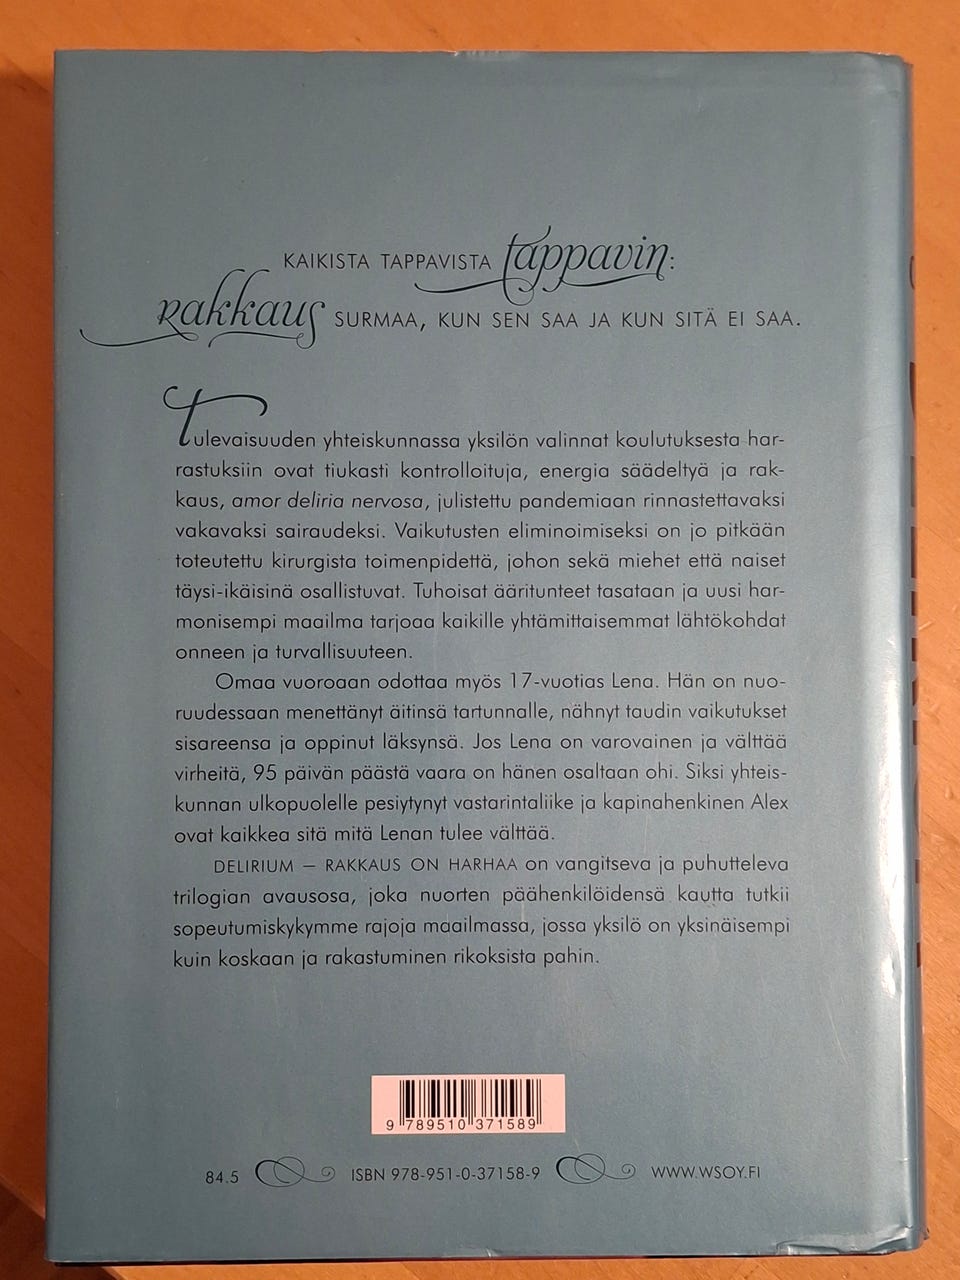 KAIKISTA TAPPAVISTA tappavin:
Rakkaus SURMAA, KUN SEN SAA JA KUN SITÄ EI SAA.
Tulevaisuuden yhteiskunnassa yksilön valinnat koulutuksesta har-
rastuksiin ovat tiukasti kontrolloituja, energia säädeltyä ja rak-
kaus, amor deliria nervosa, julistettu pandemiaan rinnastettavaksi
vakavaksi sairaudeksi. Vaikutusten eliminoimiseksi on jo pitkään
toteutettu kirurgista toimenpidettä, johon sekä miehet että naiset
täysi-ikäisinä osallistuvat. Tuhoisat ääritunteet tasataan ja uusi har-
monisempi maailma tarjoaa kaikille yhtämittaisemmat lähtökohdat
onneen ja turvallisuuteen.
Omaa vuoroaan odottaa myös 17-vuotias Lena. Hän on nuo-
ruudessaan menettänyt äitinsä tartunnalle, nähnyt taudin vaikutukset
sisareensa ja oppinut läksynsä. Jos Lena on varovainen ja välttää
virheitä, 95 päivän päästä vaara on hänen osaltaan ohi. Siksi yhteis-
kunnan ulkopuolelle pesiytynyt vastarintaliike ja kapinahenkinen Alex
ovat kaikkea sitä mitä Lenan tulee välttää.
DELIRIUM – RAKKAUS ON HARHAA on vangitseva ja puhutteleva
trilogian avausosa, joka nuorten päähenkilöidensä kautta tutkii
sopeutumiskykymme rajoja maailmassa, jossa yksilö on yksinäisempi
kuin koskaan ja rakastuminen rikoksista pahin.
9 789510 371589
84.5 ISBN 978-951-0-37158-9 WWW.WSOY.FI